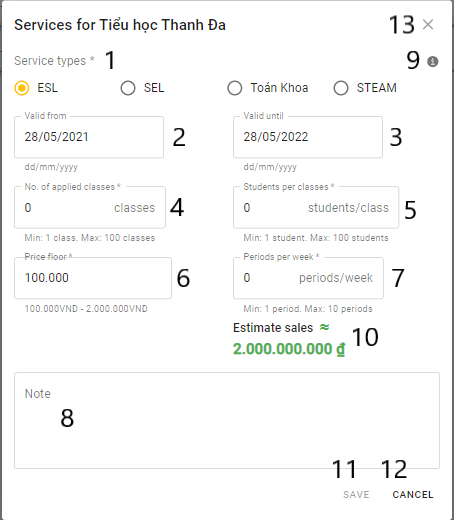 Services for Tiểu học Thanh Đa 13 ×
Service types * 1 9
ESL SEL Toán Khoa STEAM
Valid from Valid until
28/05/2021 2 28/05/2022 3
dd/mm/yyyy dd/mm/yyyy
No. of applied classes * Students per classes *
0 classes 4 0 students/class 5
Min: 1 class. Max: 100 classes Min: 1 student. Max: 100 students
Price floor * Periods per week *
100.000 6 0 periods/week 7
100.000VND - 2.000.000VND Min: 1 period. Max: 10 periods
Estimate sales ≈ 10
2.000.000.000 ₫
Note
8
11 12
SAVE CANCEL